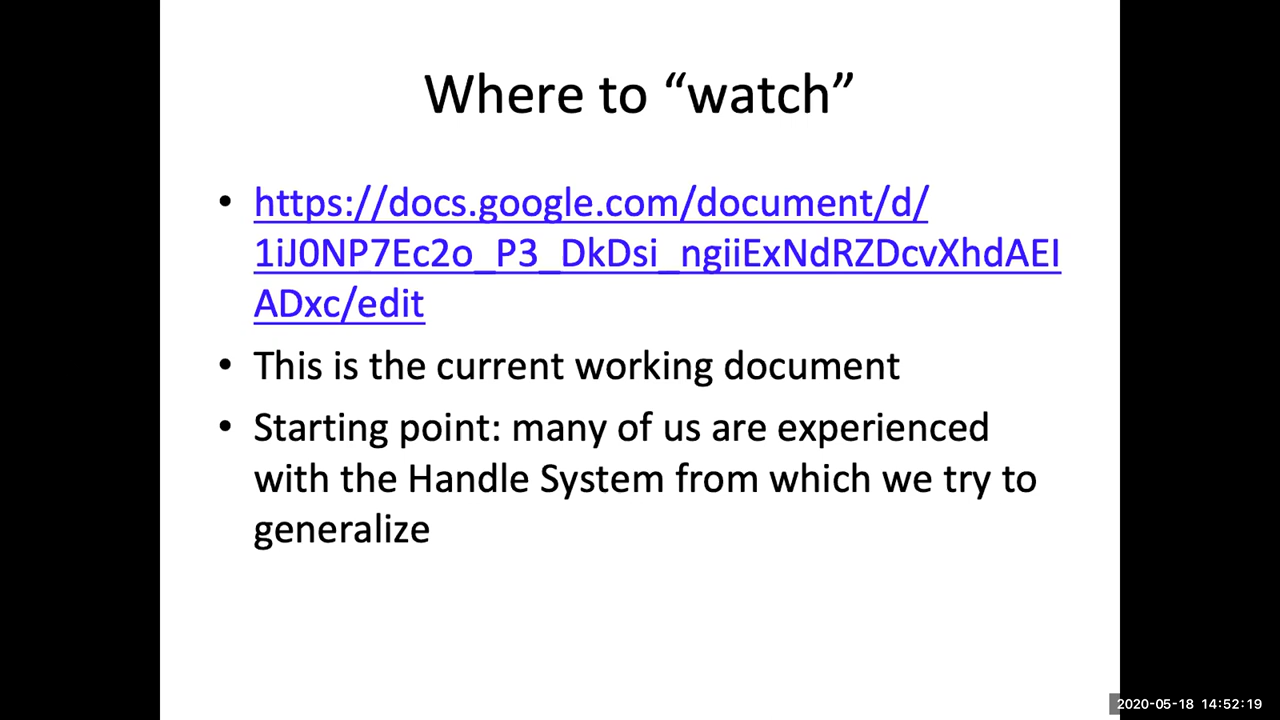 Where to “watch”
• https://docs.google.com/document/d/
1iJ0NP7Ec2o_P3_DkDsi_ngiiExNdRZDcvXhdAEI
ADxc/edit
• This is the current working document
• Starting point: many of us are experienced
with the Handle System from which we try to
generalize
2020-05-18 14:52:19